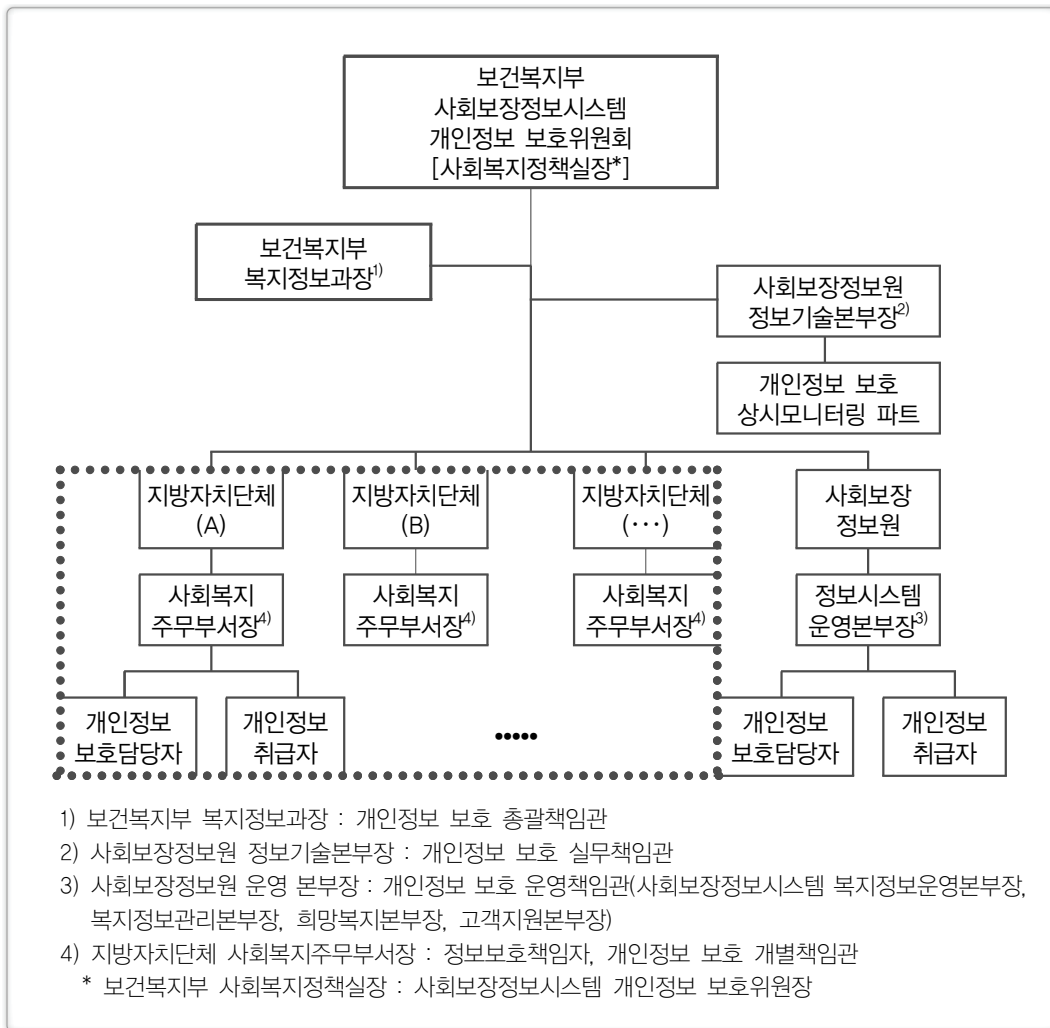 보건복지부
사회보장정보시스템
개인정보 보호위원회
[사회복지정책실장*]
보건복지부
복지정보과장1)
사회보장정보원
정보기술본부장2)
개인정보 보호
상시모니터링 파트
지방자치단체
(A)
지방자치단체
(B)
지방자치단체
(···)
사회보장
정보원
사회복지
주무부서장4)
사회복지
주무부서장4)
사회복지
주무부서장4)
정보시스템
운영본부장3)
개인정보
보호담당자
개인정보
취급자
•••••
개인정보
보호담당자
개인정보
취급자
1) 보건복지부 복지정보과장 : 개인정보 보호 총괄책임관
2) 사회보장정보원 정보기술본부장 : 개인정보 보호 실무책임관
3) 사회보장정보원 운영 본부장 : 개인정보 보호 운영책임관(사회보장정보시스템 복지정보운영본부장,
복지정보관리본부장, 희망복지본부장, 고객지원본부장)
4) 지방자치단체 사회복지주무부서장 : 정보보호책임자, 개인정보 보호 개별책임관
* 보건복지부 사회복지정책실장 : 사회보장정보시스템 개인정보 보호위원장